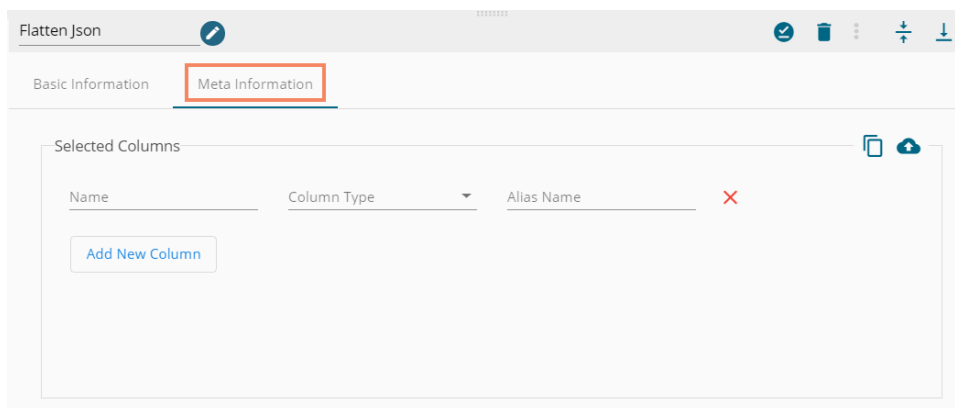 Flatten Json
Basic Information
Meta Information
Selected Columns
Name
Column Type
Alias Name
Add New Column